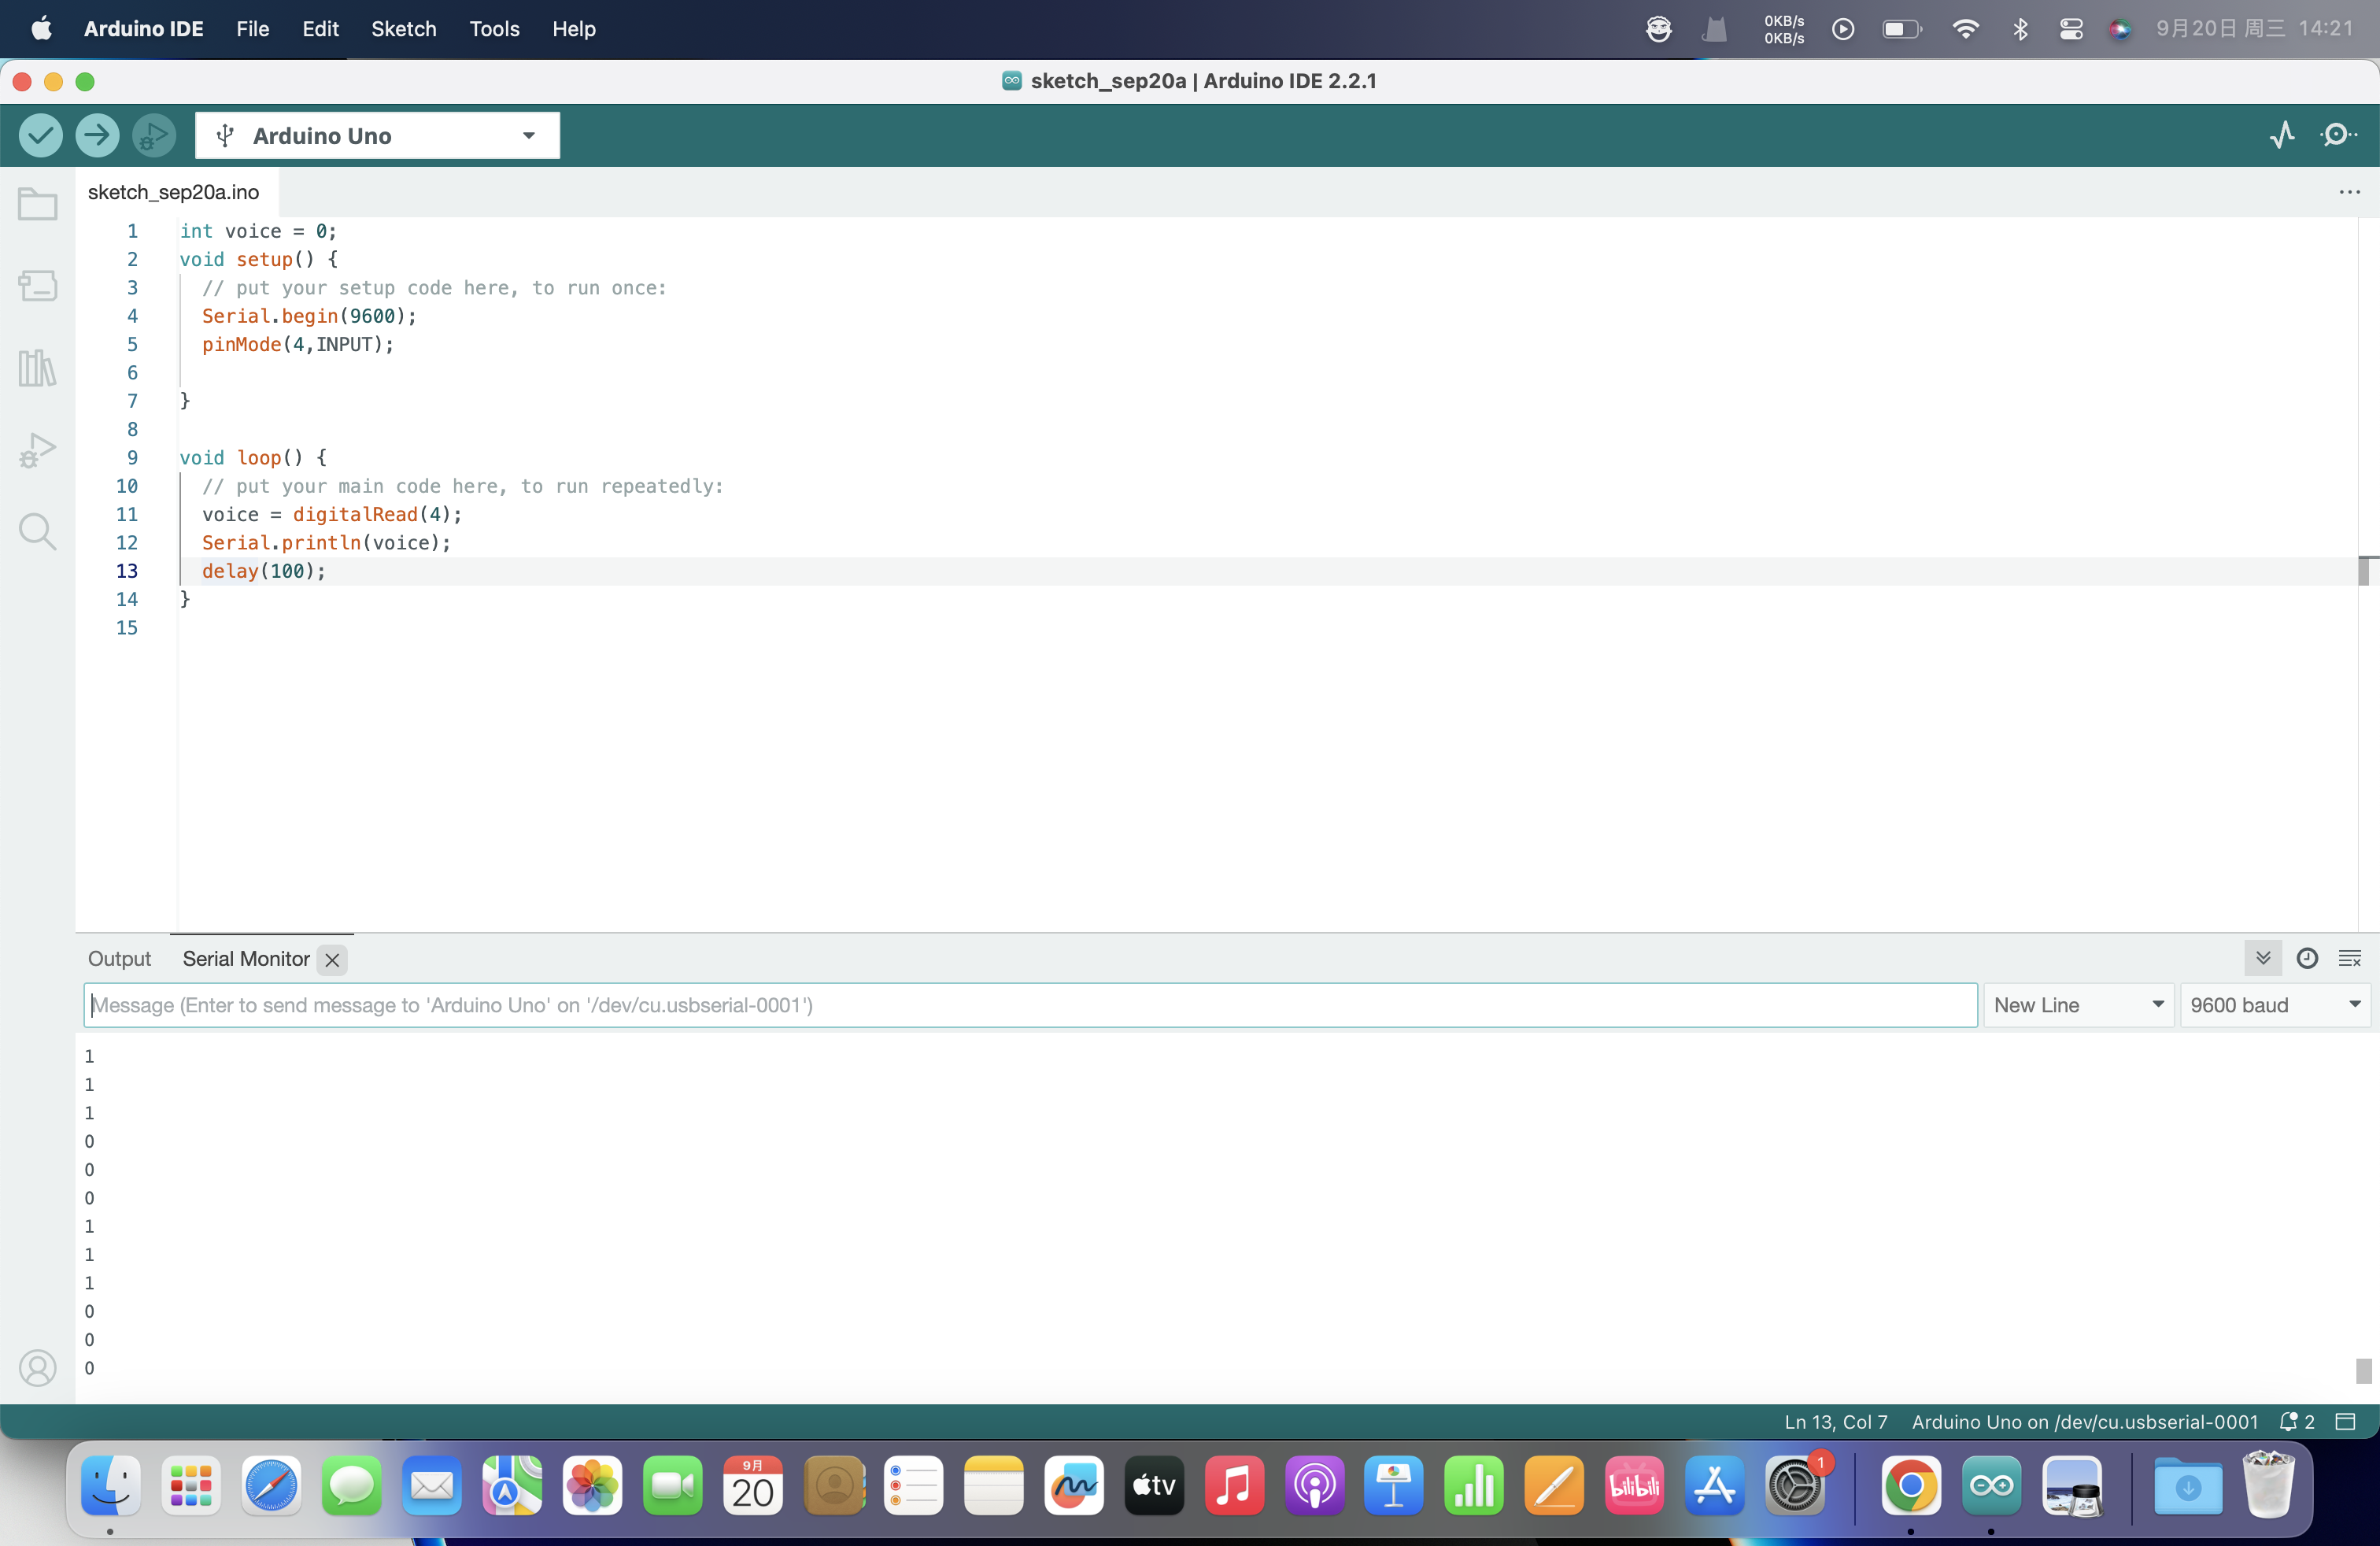 Arduino IDE File Edit Sketch Tools Help 0KB/s 9月20日 周三 14:21
0KB/s
sketch_sep20a | Arduino IDE 2.2.1
Arduino Uno
sketch_sep20a.ino
1 int voice = 0;
2 void setup() {
3 // put your setup code here, to run once:
4 Serial.begin(9600);
5 pinMode(4,INPUT);
6
7 }
8
9 void loop() {
10 // put your main code here, to run repeatedly:
11 voice = digitalRead(4);
12 Serial.println(voice);
13 delay(100);
14 }
15
Output Serial Monitor
Message (Enter to send message to 'Arduino Uno' on '/dev/cu.usbserial-0001') New Line 9600 baud
1
1
1
0
0
0
1
1
1
0
0
0
Ln 13, Col 7 Arduino Uno on /dev/cu.usbserial-0001 2
9月
20
tv
bilibili
1